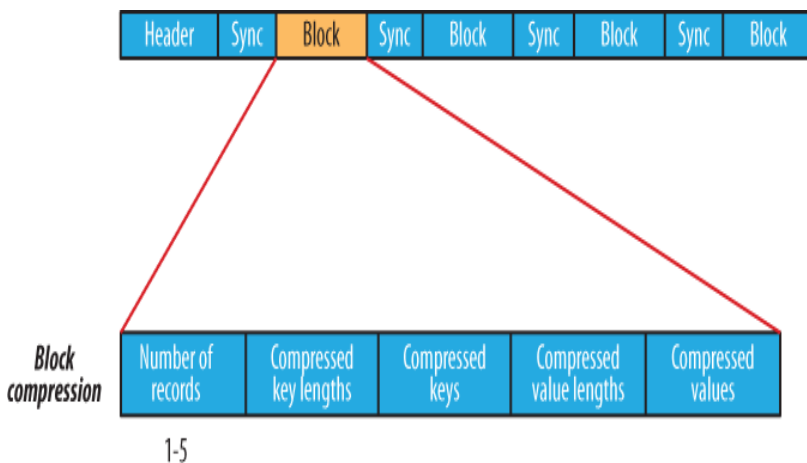 Header Sync Block Sync Block Sync Block Sync Block
Block compression
Number of records
Compressed key lengths
Compressed keys
Compressed value lengths
Compressed values
1-5